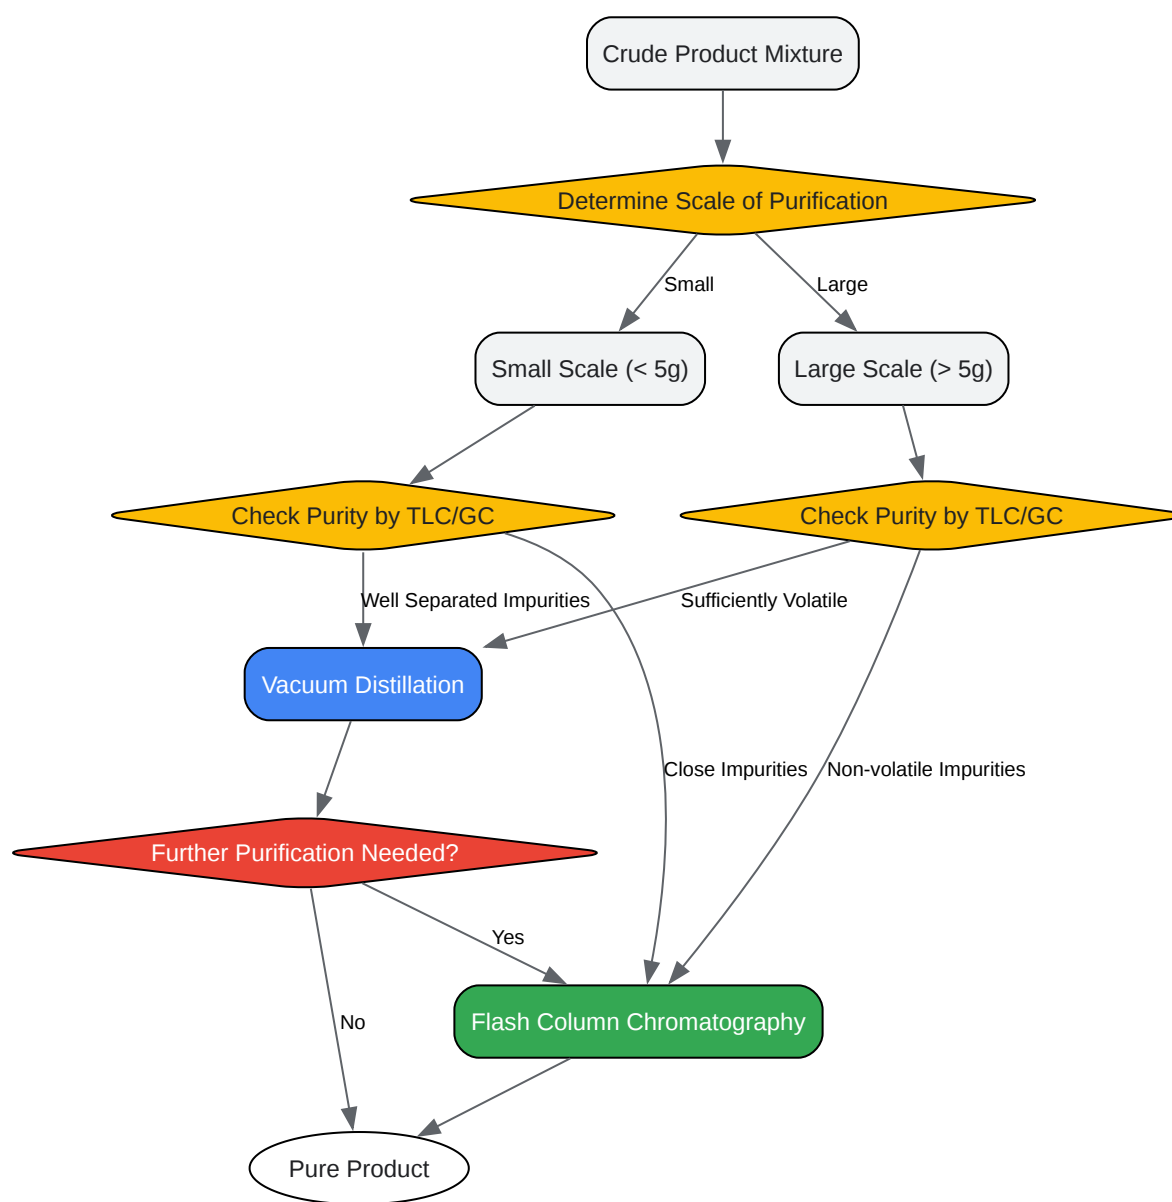 Crude Product Mixture
Determine Scale of Purification
Small
Large
Small Scale (< 5g)
Large Scale (> 5g)
Check Purity by TLC/GC
Check Purity by TLC/GC
Well Separated Impurities
Sufficiently Volatile
Vacuum Distillation
Close Impurities
Non-volatile Impurities
Further Purification Needed?
Yes
No
Flash Column Chromatography
Pure Product